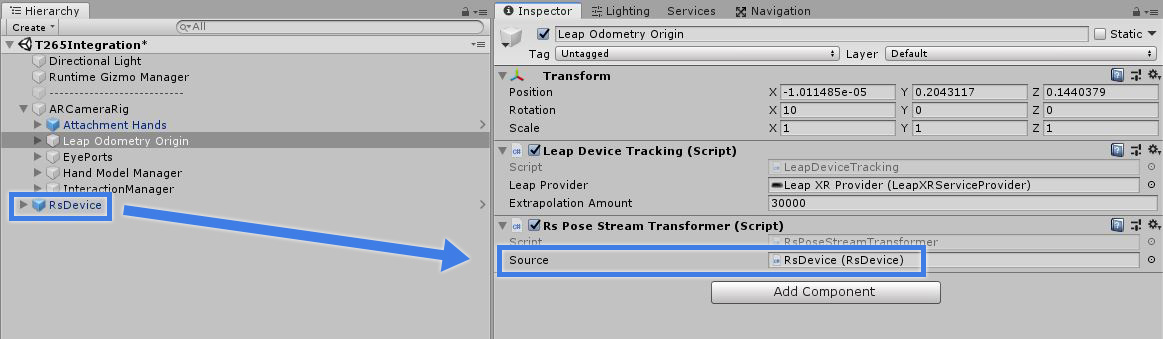 Hierarchy
Create
All
T265Integration*
Directional Light
Runtime Gizmo Manager
---------------------------
ARCameraRig
Attachment Hands
Leap Odometry Origin
EyePorts
Hand Model Manager
InteractionManager
RsDevice
Inspector Lighting Services Navigation
Leap Odometry Origin Static
Tag Untagged Layer Default
Transform
Position X -1.011485e-05 Y 0.2043117 Z 0.1440379
Rotation X 10 Y 0 Z 0
Scale X 1 Y 1 Z 1
Leap Device Tracking (Script)
Script LeapDeviceTracking
Leap Provider Leap XR Provider (LeapXRServiceProvider)
Extrapolation Amount 30000
Rs Pose Stream Transformer (Script)
Script RsPoseStreamTransformer
Source RsDevice (RsDevice)
Add Component